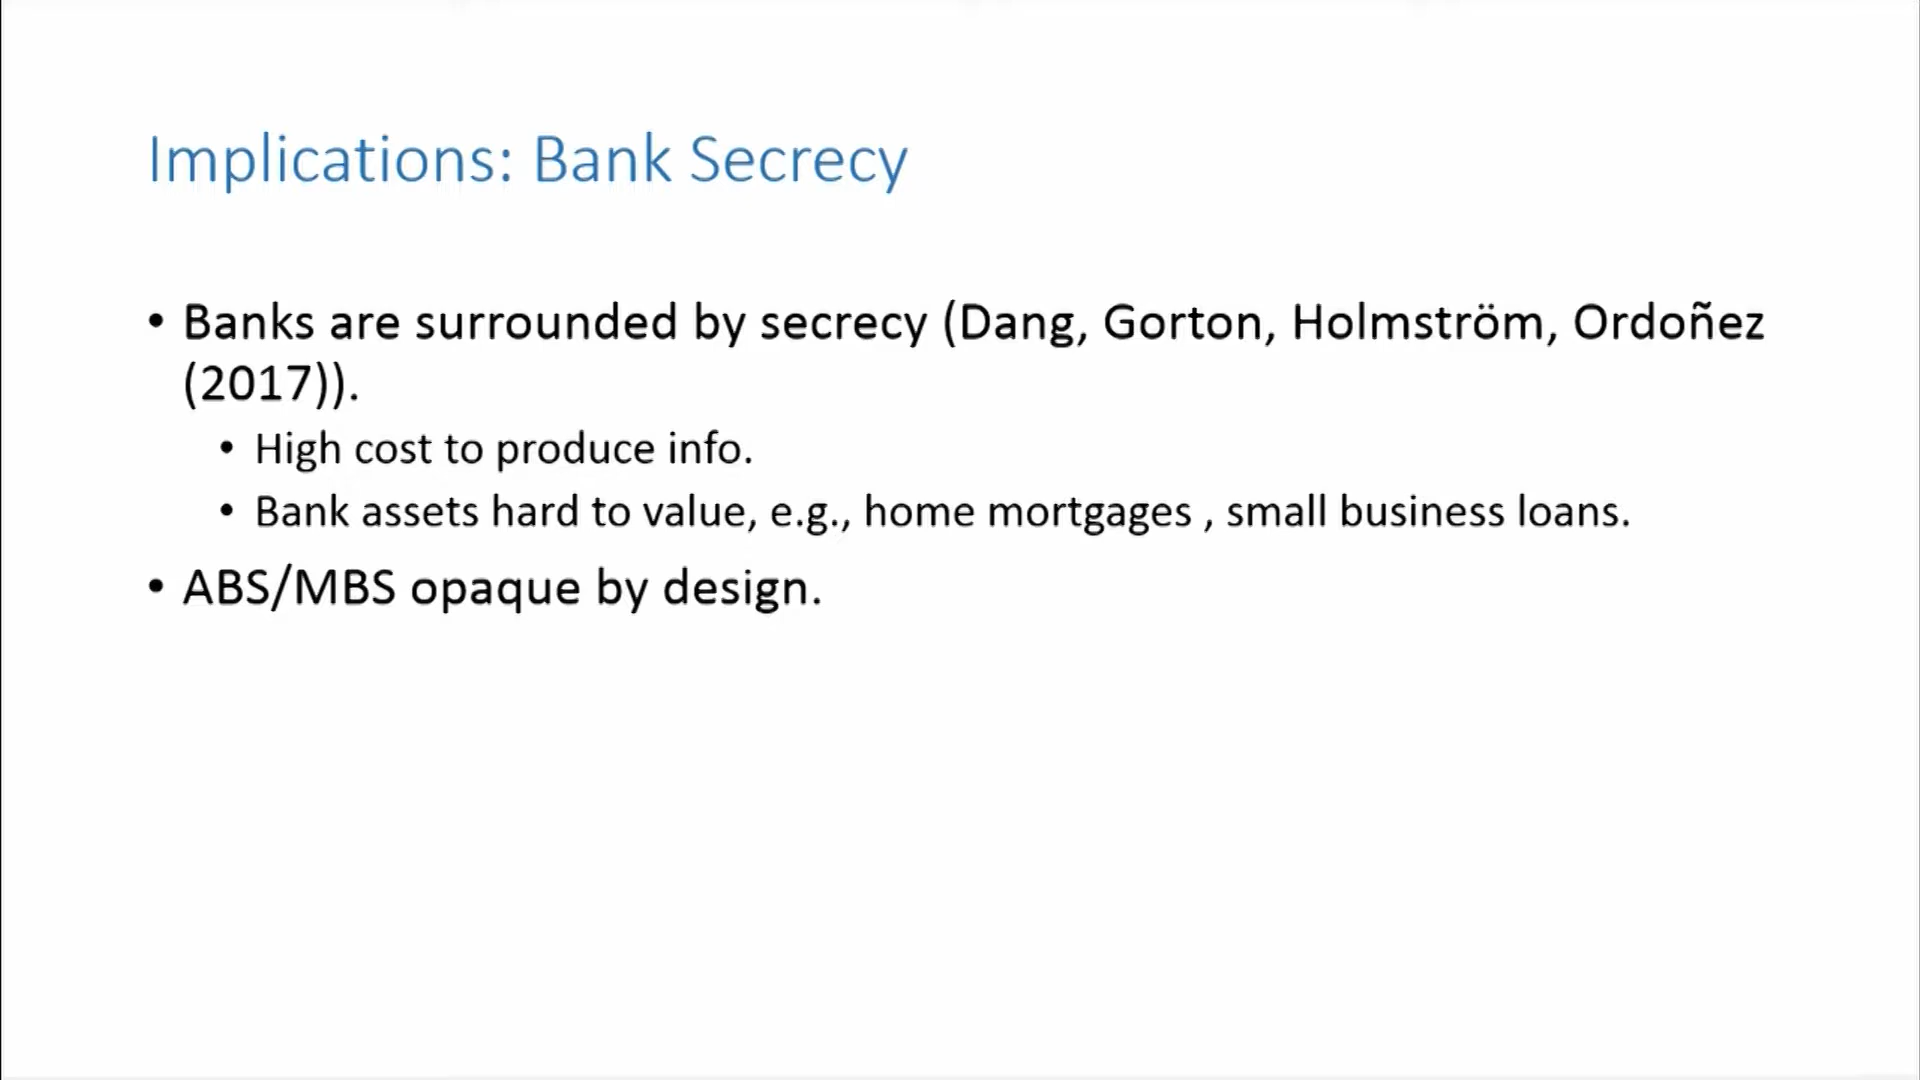 Implications: Bank Secrecy
• Banks are surrounded by secrecy (Dang, Gorton, Holmström, Ordoñez
(2017)).
• High cost to produce info.
• Bank assets hard to value, e.g., home mortgages , small business loans.
• ABS/MBS opaque by design.